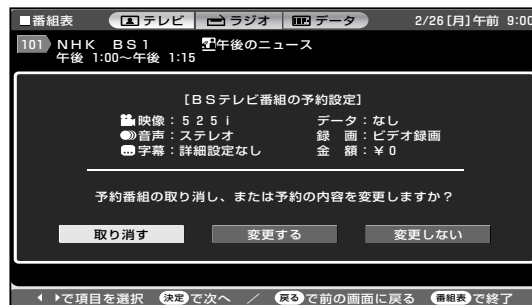 ■番組表 テレビ ラジオ データ 2/26[月]午前 9:00
101 NHK BS1 午後のニュース
午後 1:00〜午後 1:15
[BSテレビ番組の予約設定]
映像:525i データ:なし
音声:ステレオ 録 画:ビデオ録画
字幕:詳細設定なし 金 額:¥0
予約番組の取り消し、または予約の内容を変更しますか?
取り消す 変更する 変更しない
で項目を選択 決定で次へ / 戻るで前の画面に戻る 番組表で終了